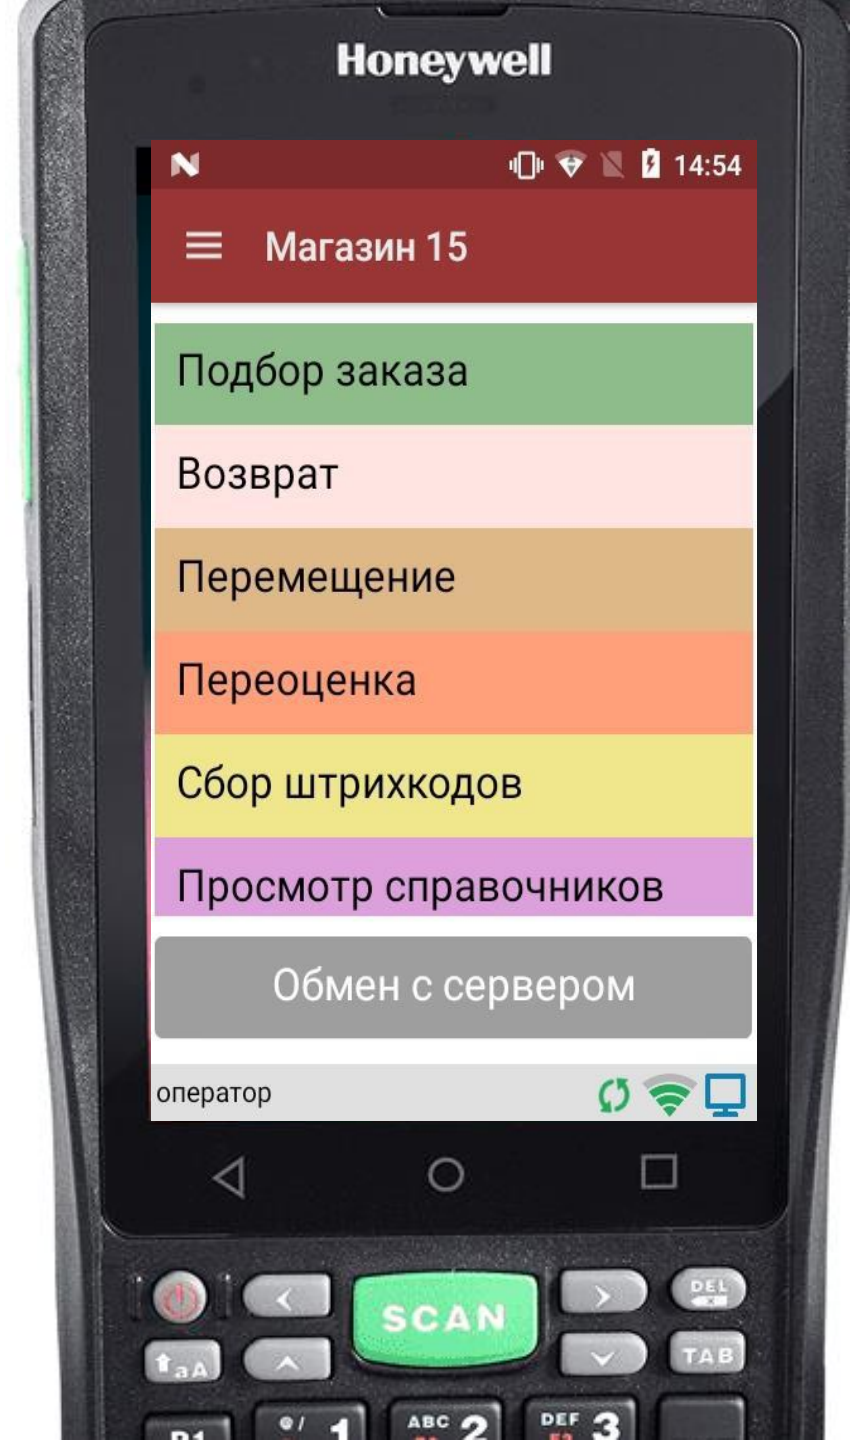 Honeywell
14:54
Магазин 15
Подбор заказа
Возврат
Перемещение
Переоценка
Сбор штрихкодов
Просмотр справочников
Обмен с сервером
оператор
SCAN
DEL
aA
TAB
@/ 1
ABC 2
DEF 3